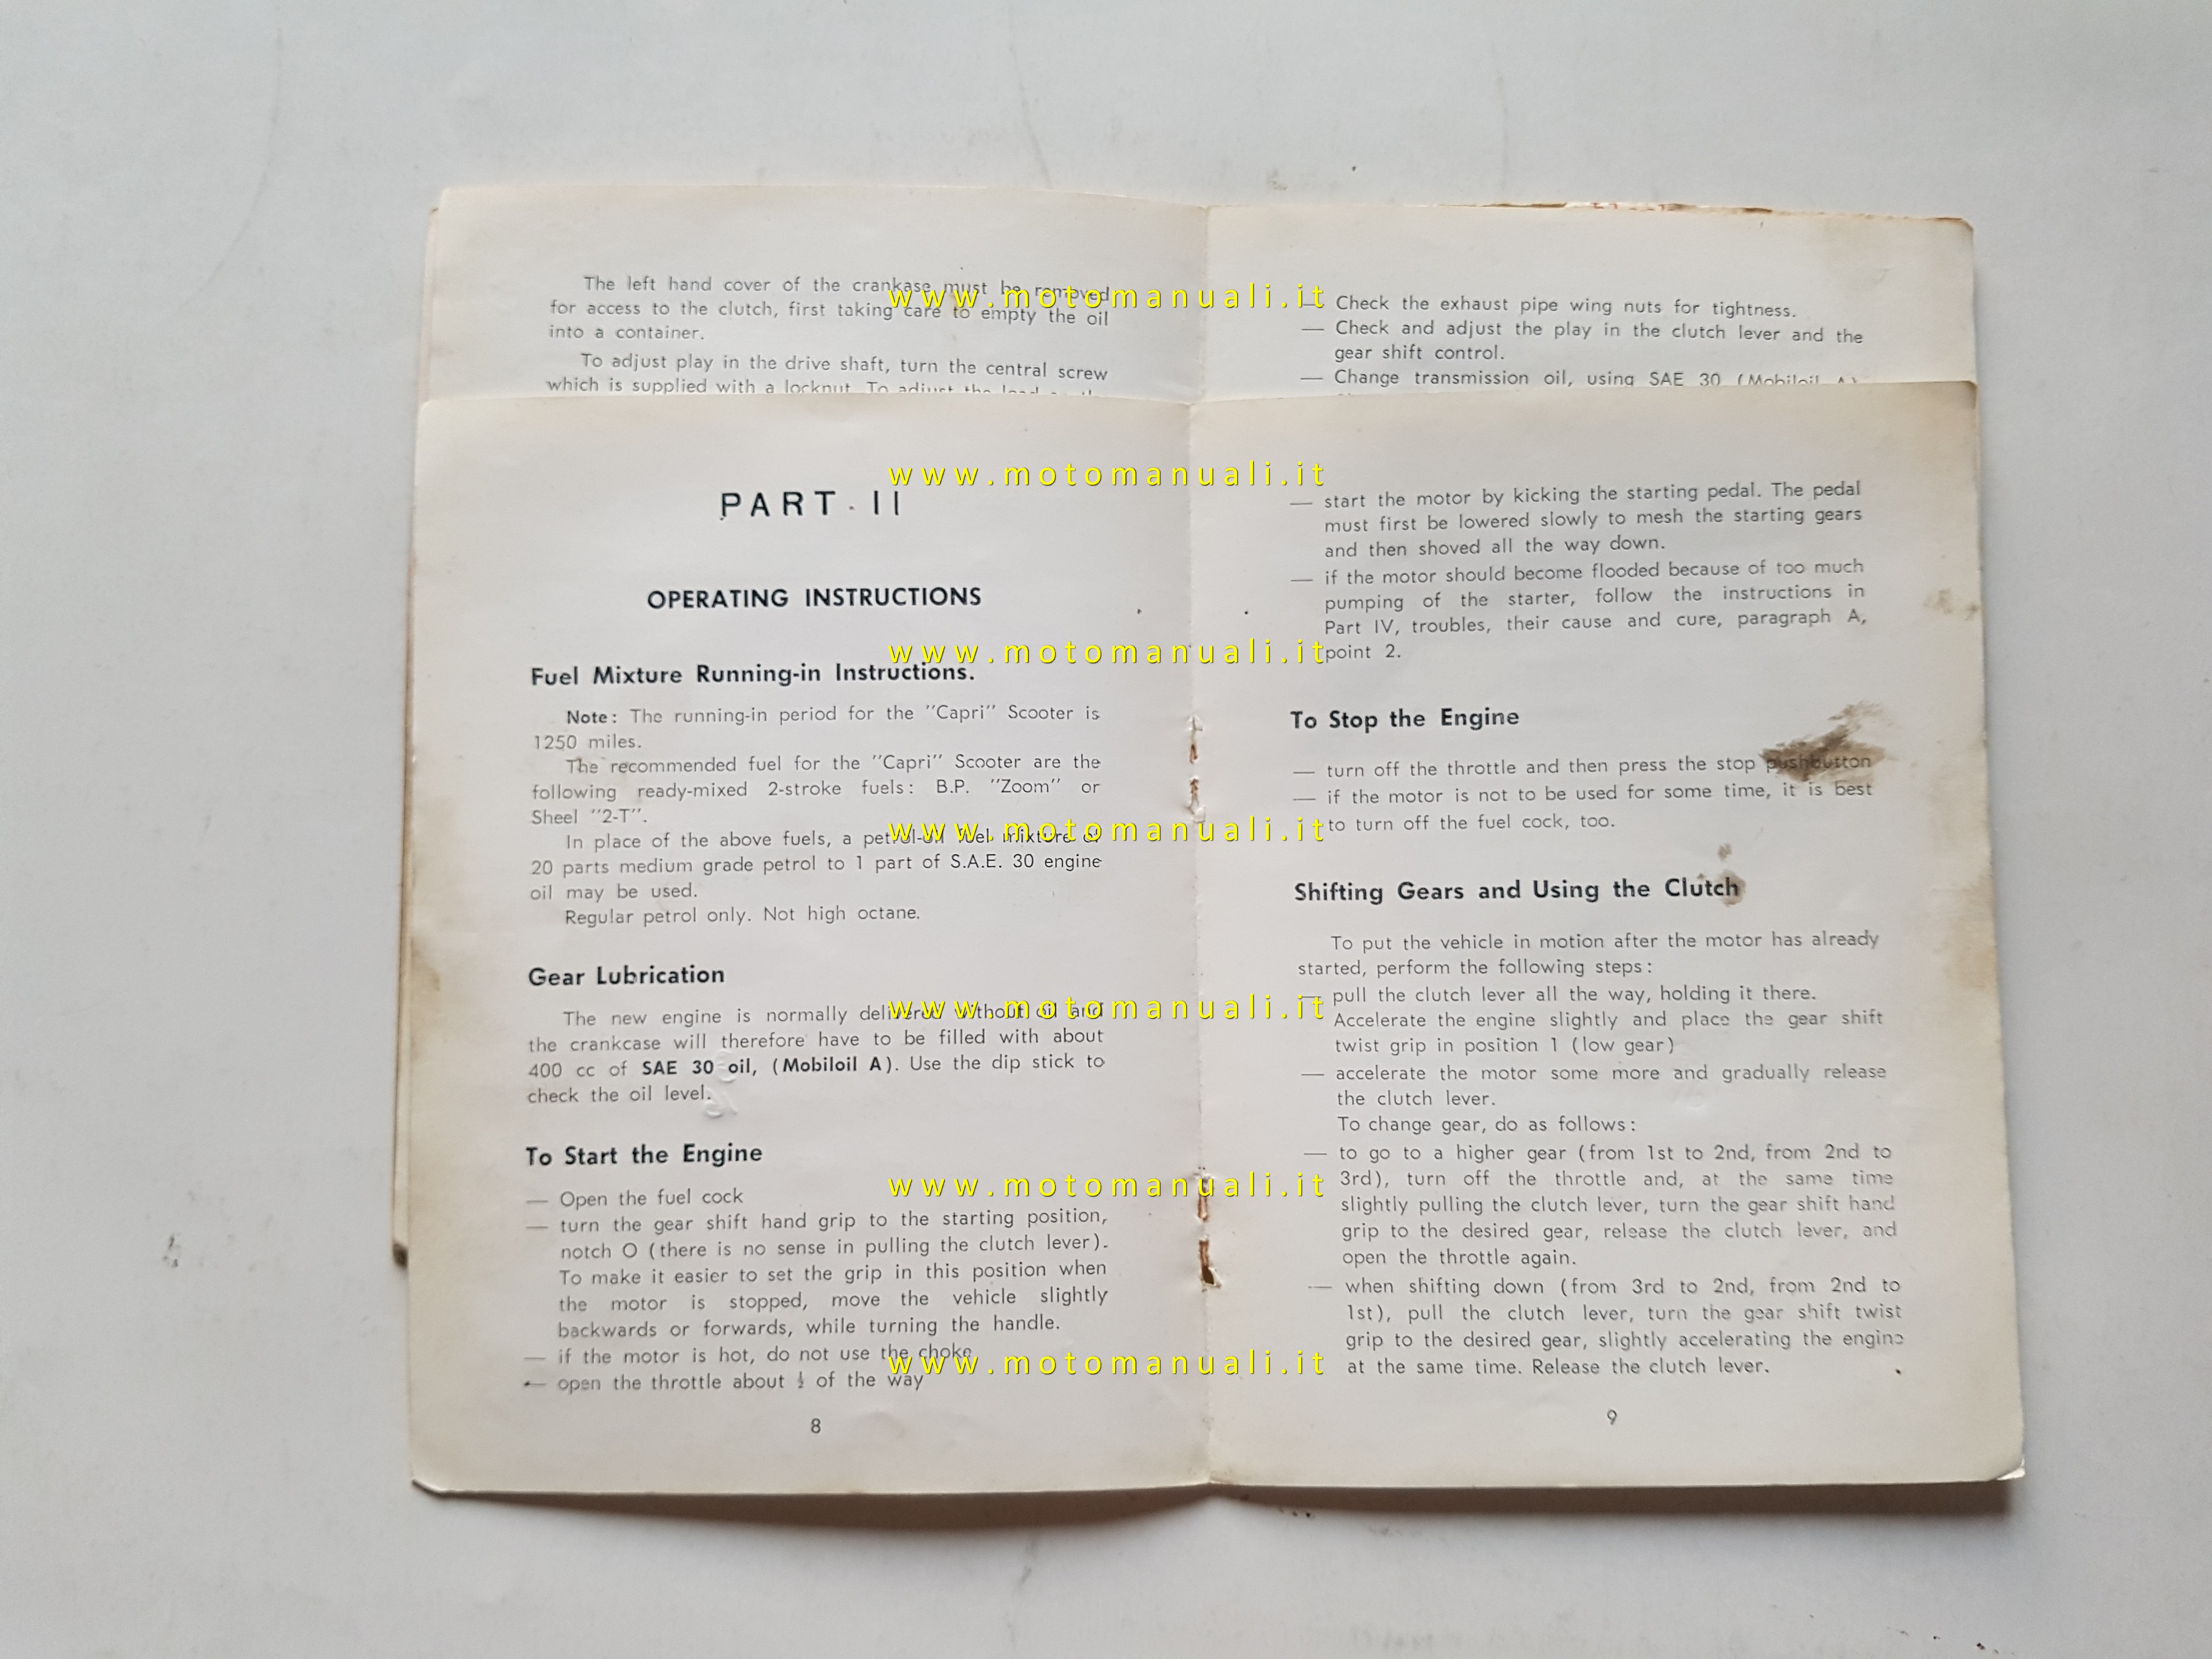 The left hand cover of the crankase must be removed
for access to the clutch, first taking care to empty the oil
into a container.
To adjust play in the drive shaft, turn the central screw
which is supplied with a locknut. To adjust the load
— Check the exhaust pipe wing nuts for tightness.
— Check and adjust the play in the clutch lever and the
gear shift control.
— Change transmission oil, using SAE 30 (Mobiloil A)
PART II
OPERATING INSTRUCTIONS
Fuel Mixture Running-in Instructions.
Note: The running-in period for the "Capri" Scooter is
1250 miles.
The recommended fuel for the "Capri" Scooter are the
following ready-mixed 2-stroke fuels: B.P. "Zoom" or
Sheel "2-T".
In place of the above fuels, a petrol-oil fuel mixture of
20 parts medium grade petrol to 1 part of S.A.E. 30 engine
oil may be used.
Regular petrol only. Not high octane.
Gear Lubrication
The new engine is normally delivered without oil and
the crankcase will therefore have to be filled with about
400 cc of SAE 30 oil, (Mobiloil A). Use the dip stick to
check the oil level.
To Start the Engine
— Open the fuel cock
— turn the gear shift hand grip to the starting position,
notch O (there is no sense in pulling the clutch lever).
To make it easier to set the grip in this position when
the motor is stopped, move the vehicle slightly
backwards or forwards, while turning the handle.
— if the motor is hot, do not use the choke
— open the throttle about ½ of the way
8
— start the motor by kicking the starting pedal. The pedal
must first be lowered slowly to mesh the starting gears
and then shoved all the way down.
— if the motor should become flooded because of too much
pumping of the starter, follow the instructions in
Part IV, troubles, their cause and cure, paragraph A,
point 2.
To Stop the Engine
— turn off the throttle and then press the stop pushbutton
— if the motor is not to be used for some time, it is best
to turn off the fuel cock, too.
Shifting Gears and Using the Clutch
To put the vehicle in motion after the motor has already
started, perform the following steps:
— pull the clutch lever all the way, holding it there.
Accelerate the engine slightly and place the gear shift
twist grip in position 1 (low gear)
— accelerate the motor some more and gradually release
the clutch lever.
To change gear, do as follows:
— to go to a higher gear (from 1st to 2nd, from 2nd to
3rd), turn off the throttle and, at the same time
slightly pulling the clutch lever, turn the gear shift hand
grip to the desired gear, release the clutch lever, and
open the throttle again.
— when shifting down (from 3rd to 2nd, from 2nd to
1st), pull the clutch lever, turn the gear shift twist
grip to the desired gear, slightly accelerating the engine
at the same time. Release the clutch lever.
9
www.motomanuali.it
www.motomanuali.it
www.motomanuali.it
www.motomanuali.it
www.motomanuali.it
www.motomanuali.it
www.motomanuali.it